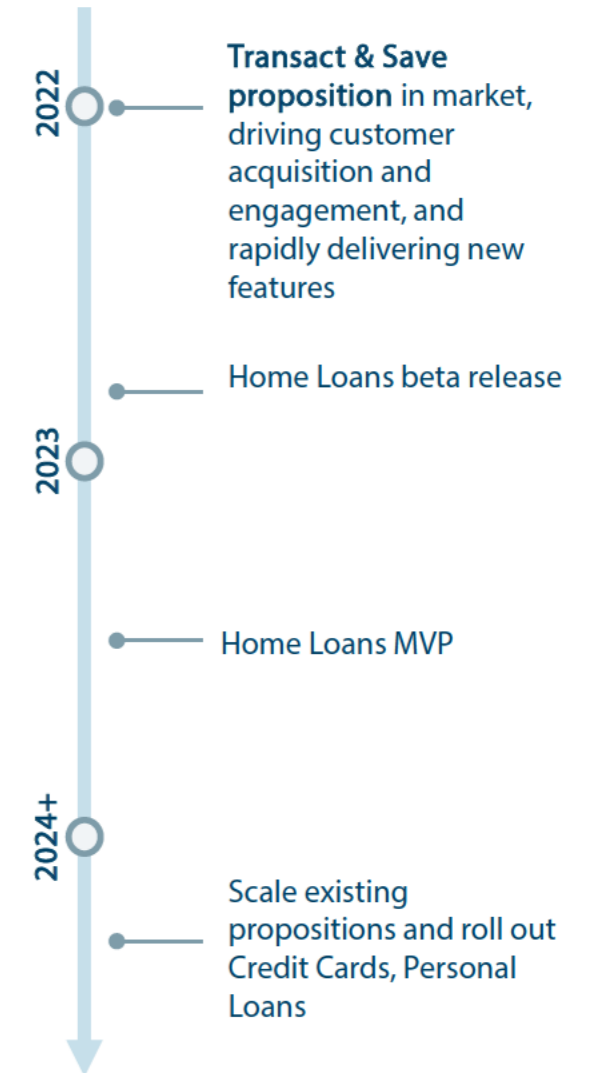 2022
Transact & Save
proposition in market,
driving customer
acquisition and
engagement, and
rapidly delivering new
features
Home Loans beta release
2023
Home Loans MVP
2024+
Scale existing
propositions and roll out
Credit Cards, Personal
Loans